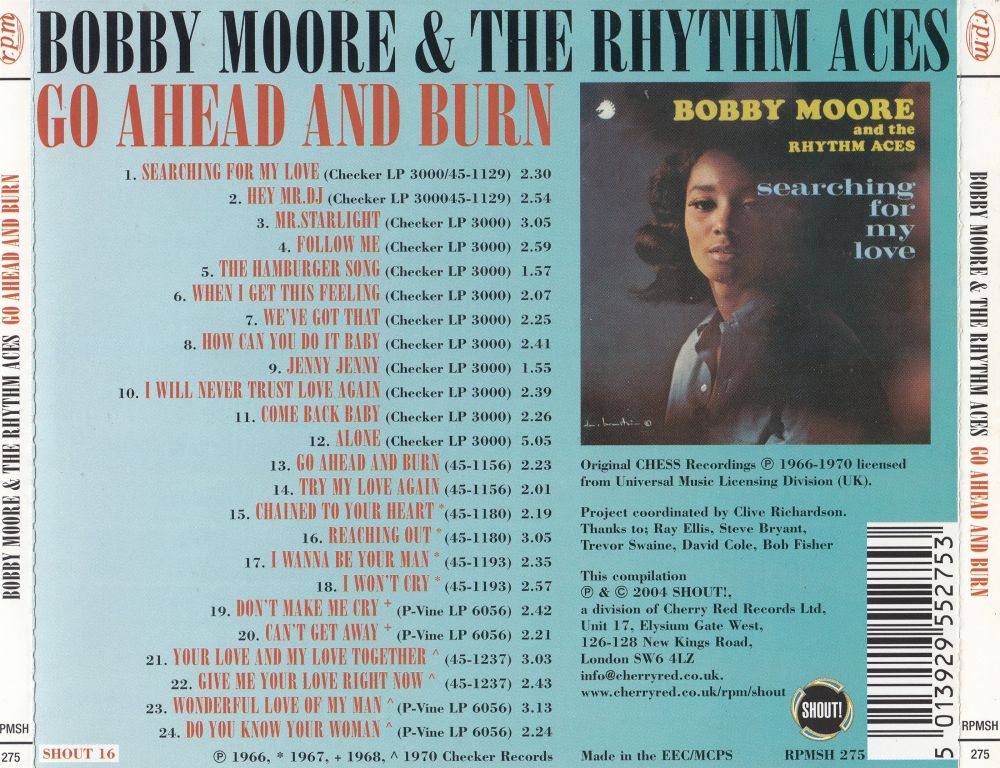 BOBBY MOORE & THE RHYTHM ACES
GO AHEAD AND BURN
1. SEARCHING FOR MY LOVE (Checker LP 3000/45-1129) 2.30
2. HEY MR.DJ (Checker LP 300045-1129) 2.54
3. MR.STARLIGHT (Checker LP 3000) 3.05
4. FOLLOW ME (Checker LP 3000) 2.59
5. THE HAMBURGER SONG (Checker LP 3000) 1.57
6. WHEN I GET THIS FEELING (Checker LP 3000) 2.07
7. WE'VE GOT THAT (Checker LP 3000) 2.25
8. HOW CAN YOU DO IT BABY (Checker LP 3000) 2.41
9. JENNY JENNY (Checker LP 3000) 1.55
10. I WILL NEVER TRUST LOVE AGAIN (Checker LP 3000) 2.39
11. COME BACK BABY (Checker LP 3000) 2.26
12. ALONE (Checker LP 3000) 5.05
13. GO AHEAD AND BURN (45-1156) 2.23
14. TRY MY LOVE AGAIN (45-1156) 2.01
15. CHAINED TO YOUR HEART * (45-1180) 2.19
16. REACHING OUT * (45-1180) 3.05
17. I WANNA BE YOUR MAN * (45-1193) 2.35
18. I WON'T CRY * (45-1193) 2.57
19. DON'T MAKE ME CRY + (P-Vine LP 6056) 2.42
20. CAN'T GET AWAY + (P-Vine LP 6056) 2.21
21. YOUR LOVE AND MY LOVE TOGETHER ^ (45-1237) 3.03
22. GIVE ME YOUR LOVE RIGHT NOW ^ (45-1237) 2.43
23. WONDERFUL LOVE OF MY MAN ^ (P-Vine LP 6056) 3.13
24. DO YOU KNOW YOUR WOMAN ^ (P-Vine LP 6056) 2.24
SHOUT 16
℗ 1966, * 1967, + 1968, ^ 1970 Checker Records
BOBBY MOORE
and the
RHYTHM ACES
searching
for
my
love
Original CHESS Recordings ℗ 1966-1970 licensed
from Universal Music Licensing Division (UK).
Project coordinated by Clive Richardson.
Thanks to; Ray Ellis, Steve Bryant,
Trevor Swaine, David Cole, Bob Fisher
This compilation
℗ & © 2004 SHOUT!,
a division of Cherry Red Records Ltd,
Unit 17, Elysium Gate West,
126-128 New Kings Road,
London SW6 4LZ
info@cherryred.co.uk.
www.cherryred.co.uk/rpm/shout
SHOUT!
Made in the EEC/MCPS
RPMSH 275
5 013929 552753
r.p.m
BOBBY MOORE & THE RHYTHM ACES GO AHEAD AND BURN
PMSH
275
r.p.m
BOBBY MOORE & THE RHYTHM ACES GO AHEAD AND BURN
RPMSH
275